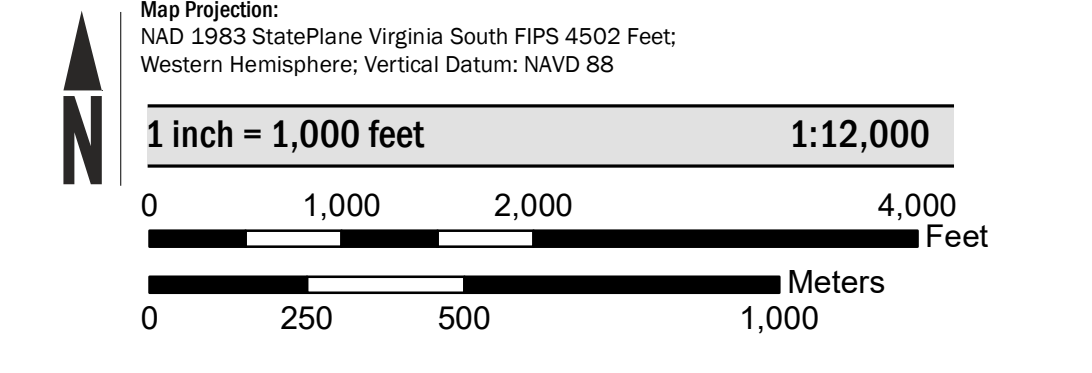 Map Projection:
NAD 1983 StatePlane Virginia South FIPS 4502 Feet;
Western Hemisphere; Vertical Datum: NAVD 88
N
1 inch = 1,000 feet 1:12,000
0 1,000 2,000 4,000
Feet
Meters
0 250 500 1,000